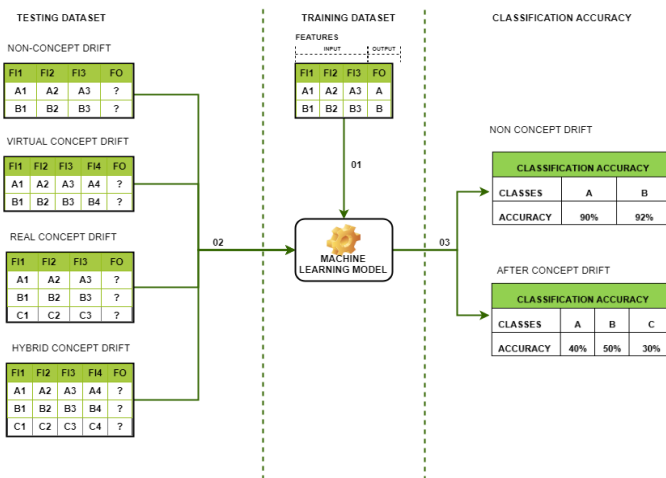 TESTING DATASET
NON-CONCEPT DRIFT
FI1 FI2 FI3 FO
A1 A2 A3 ?
B1 B2 B3 ?
VIRTUAL CONCEPT DRIFT
FI1 FI2 FI3 FI4 FO
A1 A2 A3 A4 ?
B1 B2 B3 B4 ?
REAL CONCEPT DRIFT
FI1 FI2 FI3 FO
A1 A2 A3 ?
B1 B2 B3 ?
C1 C2 C3 ?
HYBRID CONCEPT DRIFT
FI1 FI2 FI3 FI4 FO
A1 A2 A3 A4 ?
B1 B2 B3 B4 ?
C1 C2 C3 C4 ?
02
TRAINING DATASET
FEATURES
INPUT OUTPUT
FI1 FI2 FI3 FO
A1 A2 A3 A
B1 B2 B3 B
01
MACHINE
LEARNING MODEL
03
CLASSIFICATION ACCURACY
NON CONCEPT DRIFT
CLASSIFICATION ACCURACY
CLASSES A B
ACCURACY 90% 92%
AFTER CONCEPT DRIFT
CLASSIFICATION ACCURACY
CLASSES A B C
ACCURACY 40% 50% 30%